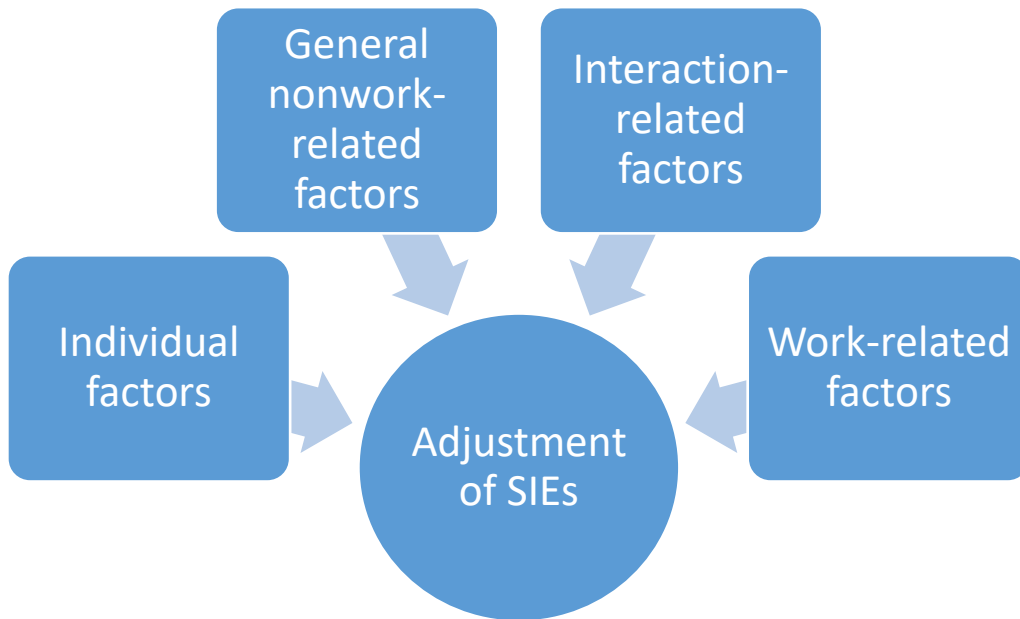 General
nonwork-
related
factors
Interaction-
related
factors
Individual
factors
Work-related
factors
Adjustment
of SIEs